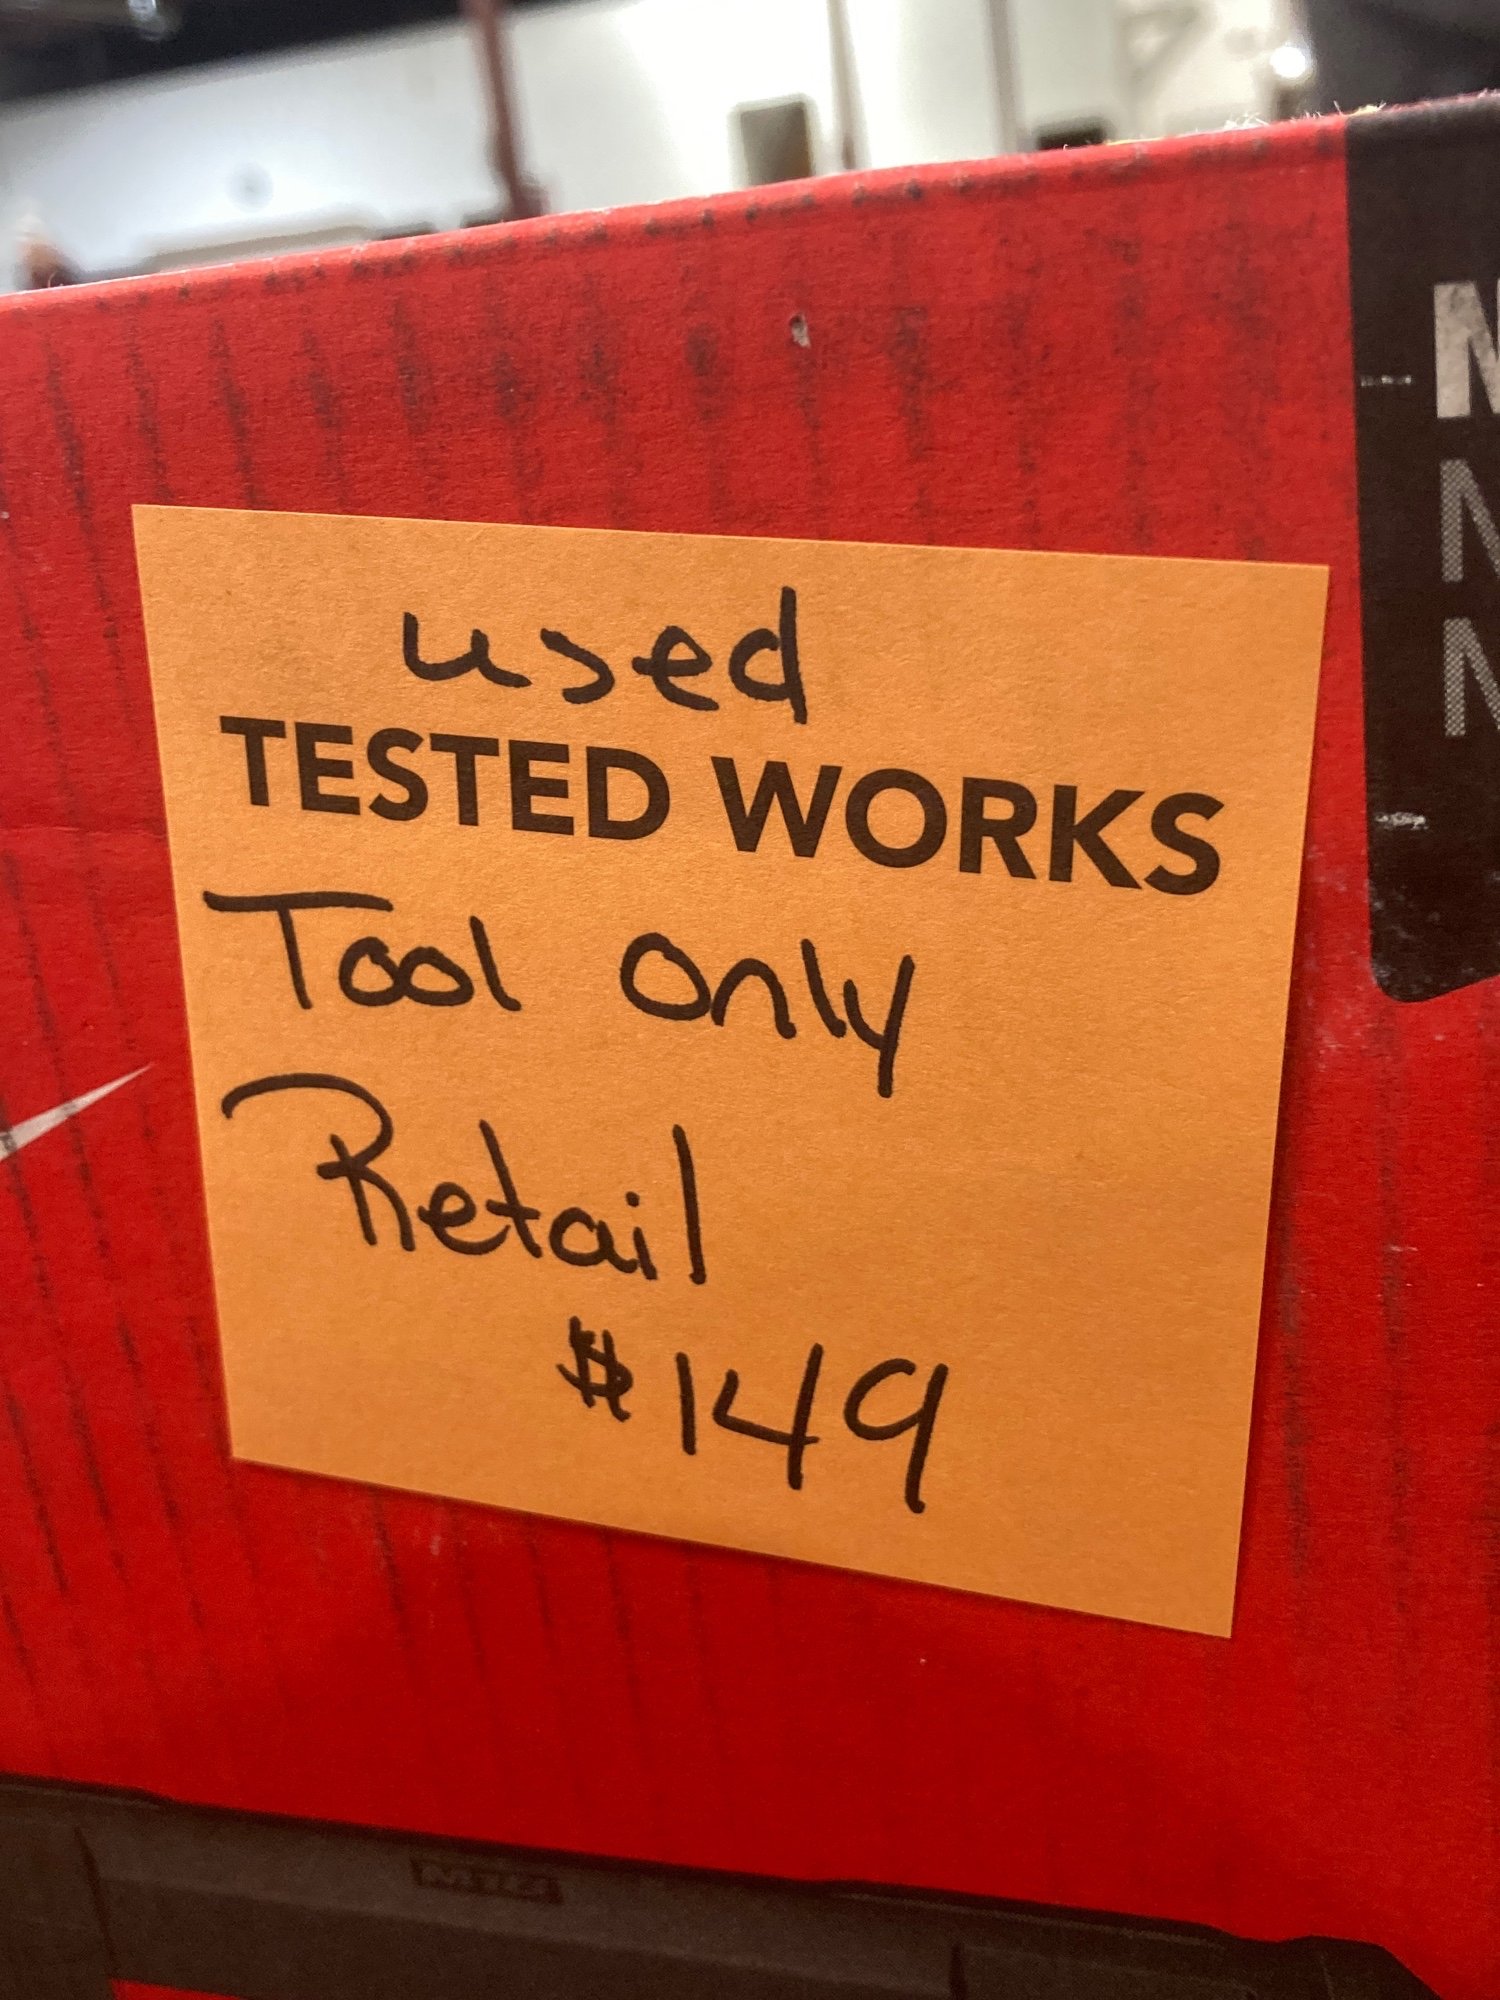 used
TESTED WORKS
Tool only
Retail
$149
M
N
N